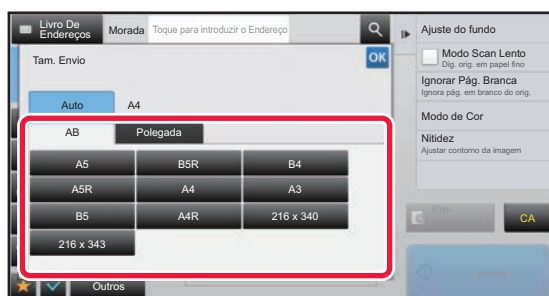 Livro De
Endereços
Morada
Toque para introduzir o Endereço
Tam. Envio
OK
Auto
A4
AB
Polegada
A5
B5R
B4
A5R
A4
A3
B5
A4R
216 x 340
216 x 343
Outros
Ajuste do fundo
Modo Scan Lento
Dig. orig. em papel fino
Ignorar Pág. Branca
Ignora pág. em branco do orig.
Modo de Cor
Nitidez
Ajustar contorno da imagem
Pré-
CA
Iniciar